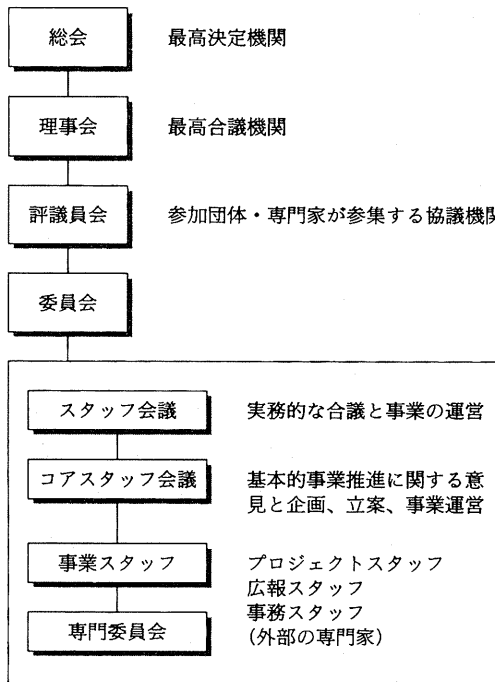 総会 最高決定機関
理事会 最高合議機関
評議員会 参加団体・専門家が参集する協議機関
委員会
スタッフ会議 実務的な合議と事業の運営
コアスタッフ会議 基本的事業推進に関する意
見と企画、立案、事業運営
事業スタッフ プロジェクトスタッフ
広報スタッフ
事務スタッフ
専門委員会 (外部の専門家)